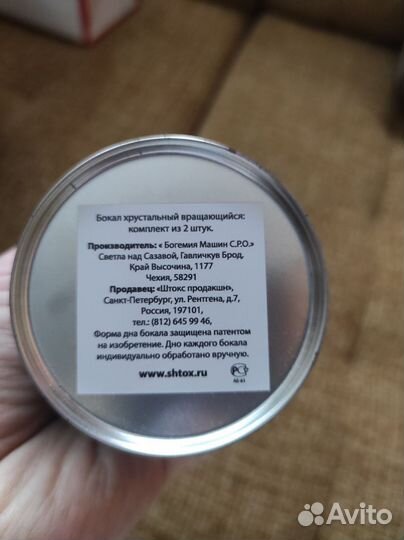 Бокал хрустальный вращающийся:
комплект из 2 штук.
Производитель: « Богемия Машин С.Р.О.»
Светла над Сазавой, Гавличкув Брод,
Край Высочина, 1177
Чехия, 58291
Продавец: «Штокс продакшн»,
Санкт-Петербург, ул. Рентгена, д.7,
Россия, 197101,
тел.: (812) 645 99 46,
Форма дна бокала защищена патентом
на изобретение. Дно каждого бокала
индивидуально обработано вручную.
www.shtox.ru
Avito